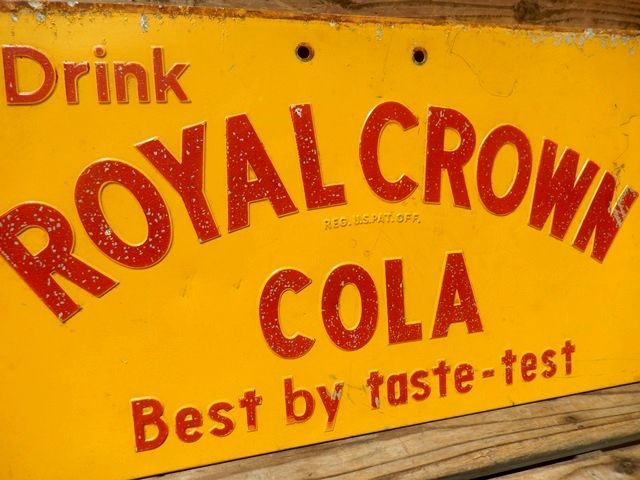 Drink
ROYAL CROWN
REG. U.S. PAT. OFF.
COLA
Best by taste-test